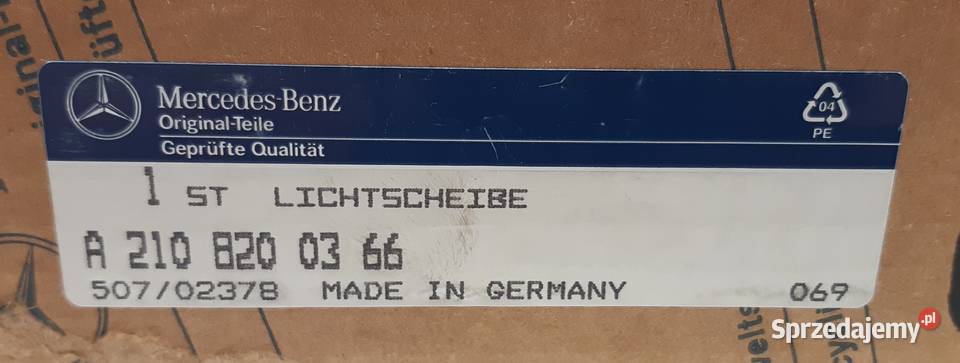 Mercedes-Benz
Original-Teile
Geprüfte Qualität
04
PE
1 ST LICHTSCHEIBE
A 210 820 03 66
507/02378 MADE IN GERMANY 069
Sprzedajemy.pl